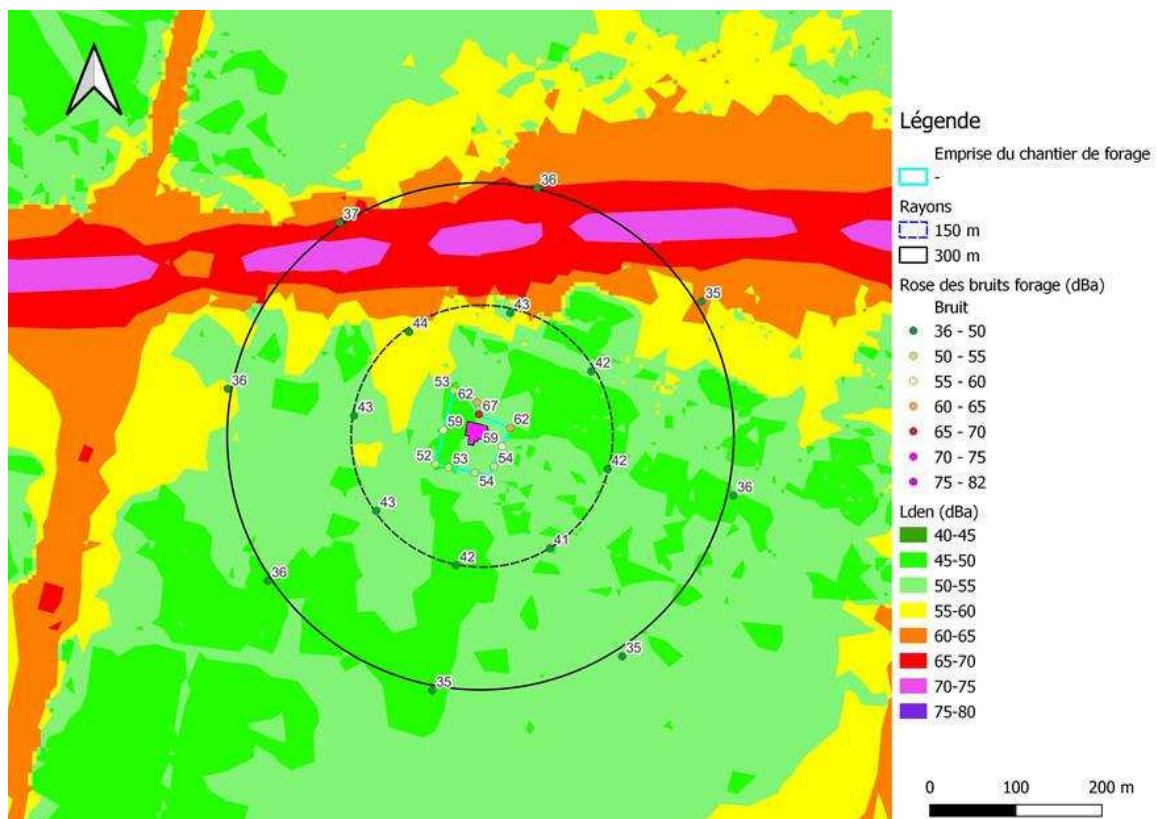 36
37
35
43
44
42
36
53
62
67
43
62
59
59
52
53
54
54
42
36
43
41
42
36
35
35
Légende
Emprise du chantier de forage
-
Rayons
150 m
300 m
Rose des bruits forage (dBa)
Bruit
36 - 50
50 - 55
55 - 60
60 - 65
65 - 70
70 - 75
75 - 82
Lden (dBa)
40-45
45-50
50-55
55-60
60-65
65-70
70-75
75-80
0 100 200 m